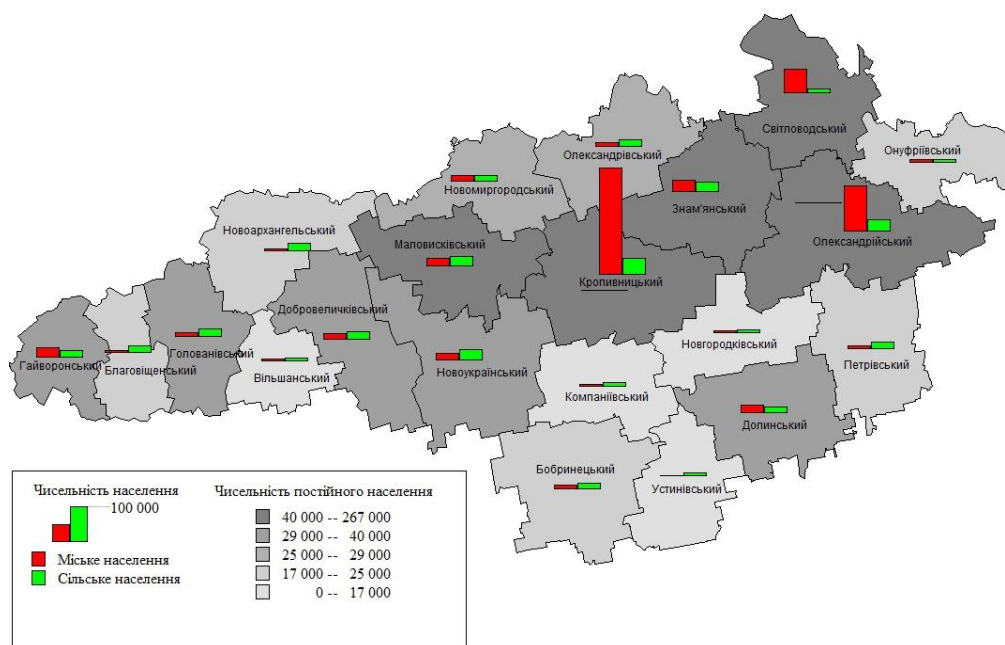 Світловодський
Онуфріївський
Олександрівський
Новомиргородський
Знам'янський
Новоархангельський
Маловисківський
Олександрійський
Кропивницький
Добровеличківський
Новгородківський
Гайворонський
Благовіщенський
Голованівський
Вільшанський
Новоукраїнський
Петрівський
Компаніївський
Долинський
Бобринецький
Устинівський
Чисельність населення
100 000
Міське населення
Сільське населення
Чисельність постійного населення
40 000 -- 267 000
29 000 -- 40 000
25 000 -- 29 000
17 000 -- 25 000
0 -- 17 000